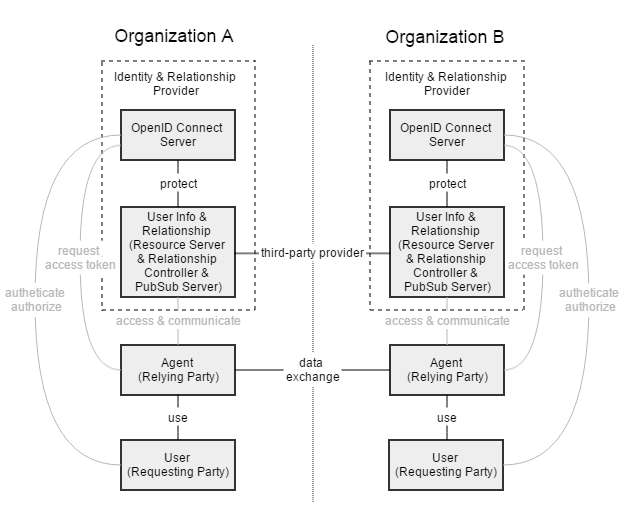 Organization A
Organization B
Identity & Relationship
Provider
Identity & Relationship
Provider
OpenID Connect
Server
OpenID Connect
Server
protect
protect
User Info &
Relationship
(Resource Server
& Relationship
Controller &
PubSub Server)
third-party provider
User Info &
Relationship
(Resource Server
& Relationship
Controller &
PubSub Server)
request
access token
request
access token
autheticate
authorize
autheticate
authorize
access & communicate
access & communicate
Agent
(Relying Party)
data
exchange
Agent
(Relying Party)
use
use
User
(Requesting Party)
User
(Requesting Party)